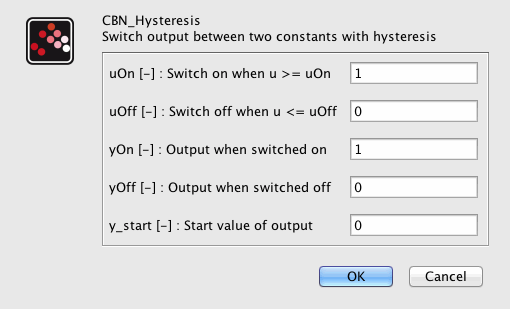 CBN_Hysteresis
Switch output between two constants with hysteresis
uOn [-] : Switch on when u >= uOn 1
uOff [-] : Switch off when u <= uOff 0
yOn [-] : Output when switched on 1
yOff [-] : Output when switched off 0
y_start [-] : Start value of output 0
OK Cancel